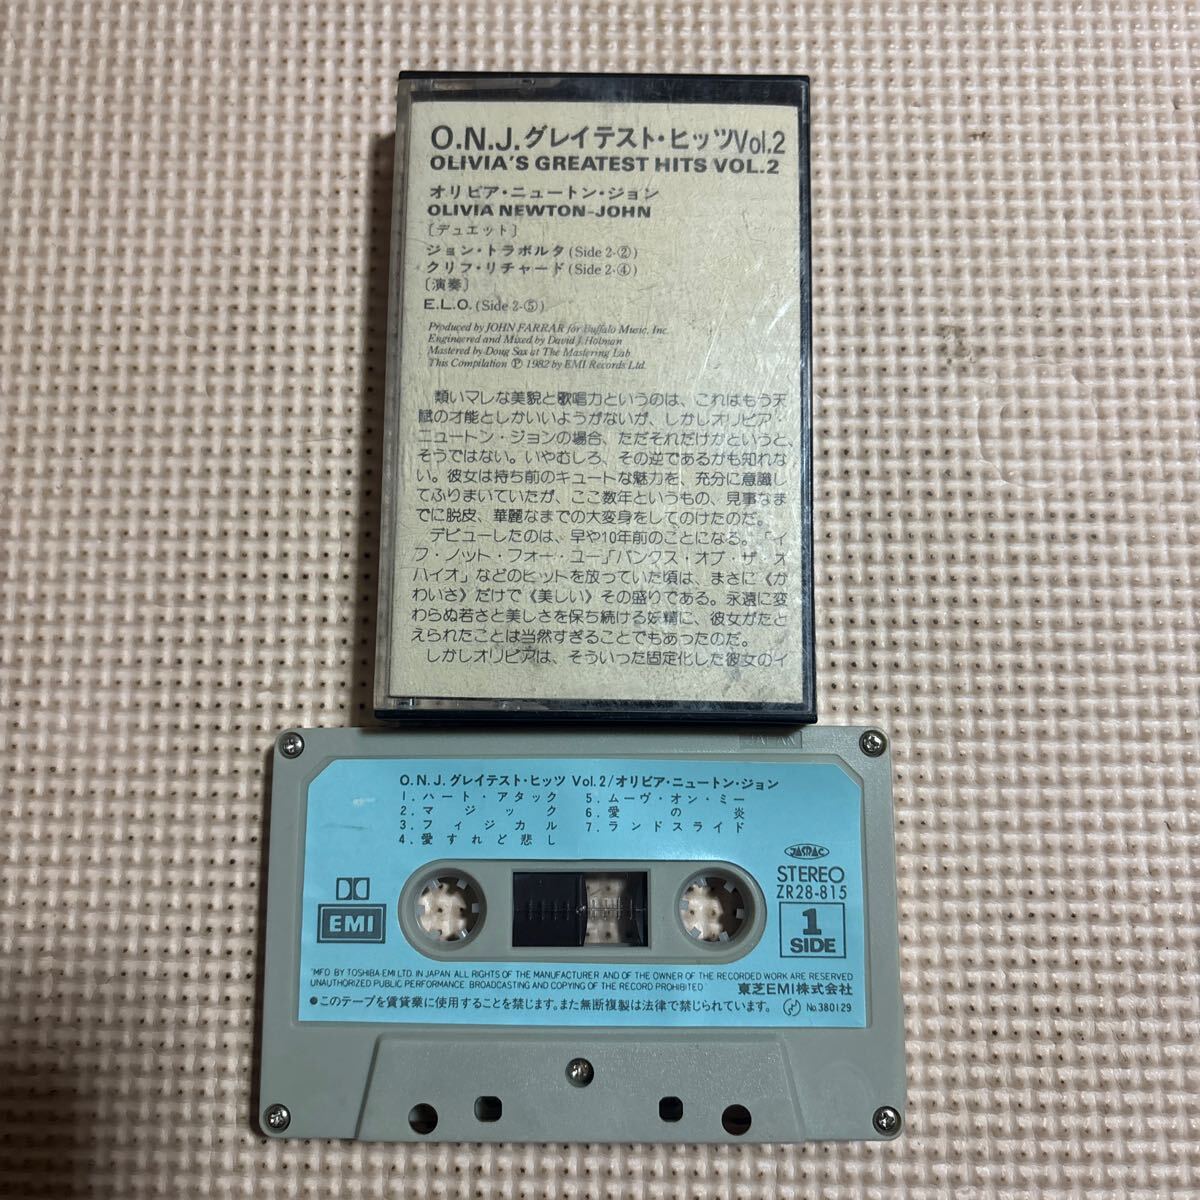 O.N.J. グレイテスト・ヒッツVol.2
OLIVIA'S GREATEST HITS VOL.2
オリビア・ニュートン・ジョン
OLIVIA NEWTON-JOHN
〔デュエット〕
ジョン・トラボルタ(Side 2-②)
クリフ・リチャード(Side 2-④)
〔演奏〕
E.L.O.(Side 2-⑤)
Produced by JOHN FARRAR for Buffalo Music, Inc.
Engineered and Mixed by David J. Holman
Mastered by Doug Sax at The Mastering Lab
This Compilation Ⓟ 1982 by EMI Records Ltd.
類いマレな美貌と歌唱力というのは、これはもう天
賦の才能としかいいようがないが、しかしオリビア・
ニュートン・ジョンの場合、ただそれだけかというと、
そうではない。いやむしろ、その逆であるかも知れな
い。彼女は持ち前のキュートな魅力を、充分に意識し
てふりまいていたが、ここ数年というもの、見事なま
でに脱皮、華麗なまでの大変身をしてのけたのだ。
デビューしたのは、早や10年前のことになる。「イ
フ・ノット・フォー・ユー」「バンクス・オブ・ザ・オ
ハイオ」などのヒットを放っていた頃は、まさに《か
わいさ》だけで《美しい》その盛りである。永遠に変
わらぬ若さと美しさを保ち続ける妖精に、彼女がたと
えられたことは当然すぎることでもあったのだ。
しかしオリビアは、そういった固定化した彼女のイ
JAPAN
O.N.J. グレイテスト・ヒッツ Vol.2/オリビア・ニュートン・ジョン
1. ハート・アタック
2. マジック
3. フィジカル
4. 愛すれど悲し
5. ムーヴ・オン・ミー
6. 愛の炎
7. ランドスライド
JASRAC
STEREO
ZR28-815
1
SIDE
EMI
"MFD BY TOSHIBA-EMI LTD. IN JAPAN ALL RIGHTS OF THE MANUFACTURER AND OF THE OWNER OF THE RECORDED WORK ARE RESERVED
UNAUTHORIZED PUBLIC PERFORMANCE BROADCASTING AND COPYING OF THE RECORD PROHIBITED"
東芝EMI株式会社
●このテープを賃貸業に使用することを禁じます。また無断複製は法律で禁じられています。
No.380129